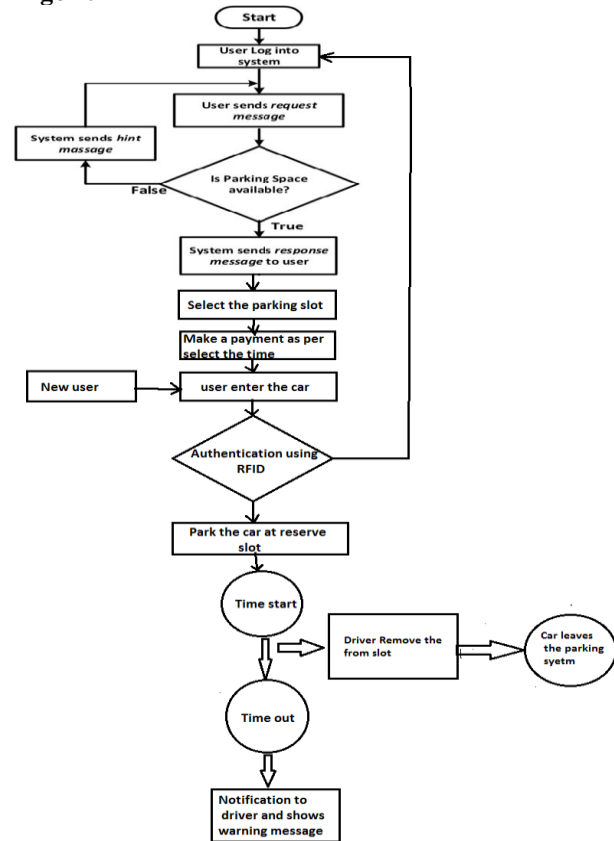 Start
User Log into
system
User sends request
message
System sends hint
massage
Is Parking Space
available?
False
True
System sends response
message to user
Select the parking slot
Make a payment as per
select the time
New user
user enter the car
Authentication using
RFID
Park the car at reserve
slot
Time start
Driver Remove the
from slot
Car leaves
the parking
syetm
Time out
Notification to
driver and shows
warning message